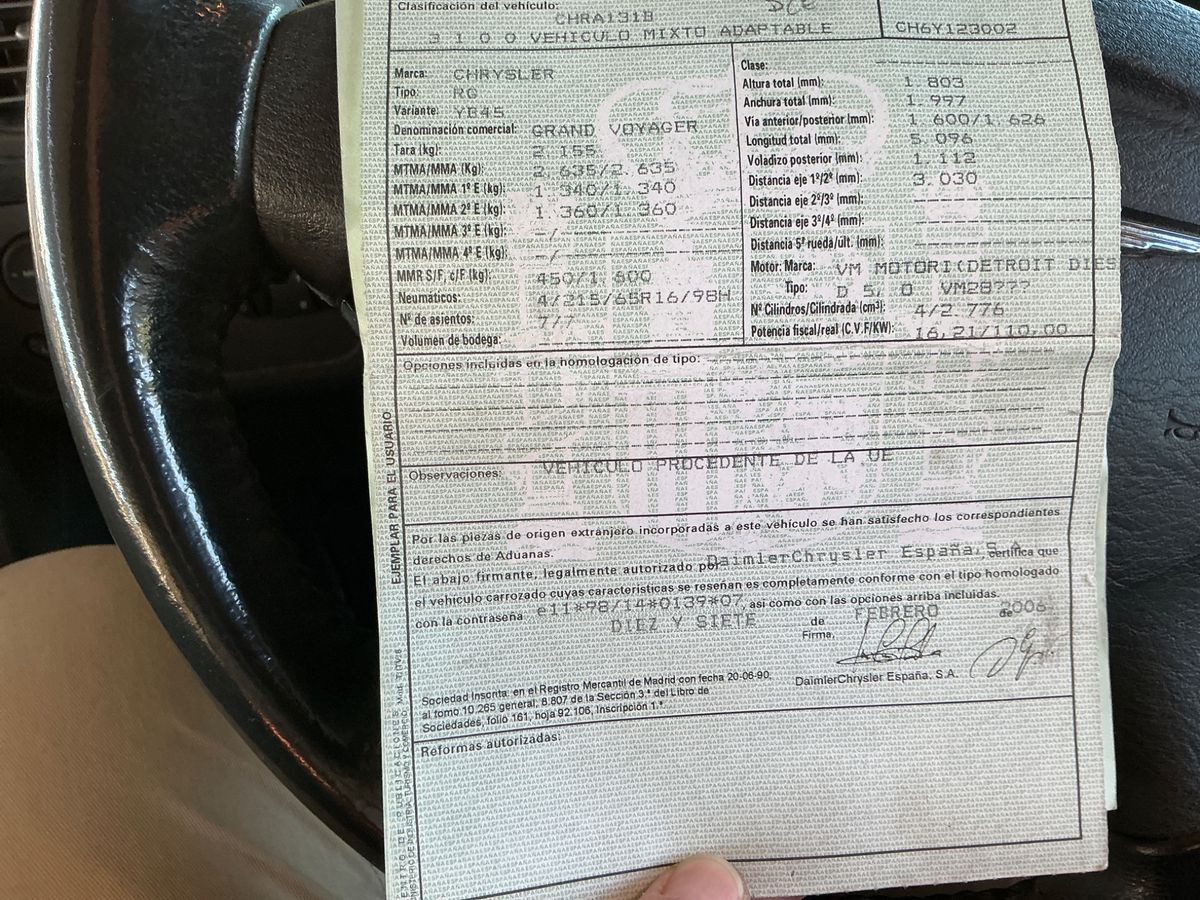 Clasificación del vehículo:
CHRA131B
3 1 0 0 VEHICULO MIXTO ADAPTABLE
CH6Y123002
Marca: CHRYSLER
Tipo: RG
Variante: YB45
Denominación comercial: GRAND VOYAGER
Tara (kg): 2.155
MTMA/MMA (Kg): 2.635/2.635
MTMA/MMA 1º E (kg): 1.340/1.340
MTMA/MMA 2º E (kg): 1.360/1.360
MTMA/MMA 3º E (kg): -/-
MTMA/MMA 4º E (kg): -/-
MMR S/F, c/F (kg): 450/1.600
Neumáticos: 4/215/65R16/98H
Nº de asientos: 7/7
Volumen de bodega:
Clase:
Altura total (mm): 1.803
Anchura total (mm): 1.997
Vía anterior/posterior (mm): 1.600/1.626
Longitud total (mm): 5.096
Voladizo posterior (mm): 1.112
Distancia eje 1º/2º (mm): 3.030
Distancia eje 2º/3º (mm):
Distancia eje 3º/4º (mm):
Distancia 5ª rueda/últ. (mm):
Motor: Marca: VM MOTORI(DETROIT DIES
Tipo: D 5, 0 VM28???
Nº Cilindros/Cilindrada (cm³): 4/2.776
Potencia fiscal/real (C.V.F/KW): 16,21/110,00
Opciones incluidas en la homologación de tipo:
Observaciones: VEHICULO PROCEDENTE DE LA UE
Por las piezas de origen extranjero incorporadas a este vehículo se han satisfecho los correspondientes
derechos de Aduanas.
El abajo firmante, legalmente autorizado por DaimlerChrysler España, S.A. certifica que
el vehículo carrozado cuyas características se reseñan es completamente conforme con el tipo homologado
con la contraseña e11*98/14*0139*07, así como con las opciones arriba incluidas.
DIEZ Y SIETE de FEBRERO de 2006
Firma,
DaimlerChrysler España, S.A.
Sociedad Inscrita: en el Registro Mercantil de Madrid con fecha 20-06-90,
al tomo 10.265 general, 8.807 de la Sección 3.ª del Libro de
Sociedades, folio 161, hoja 92.106, Inscripción 1.ª
Reformas autorizadas:
EJEMPLAR PARA EL USUARIO